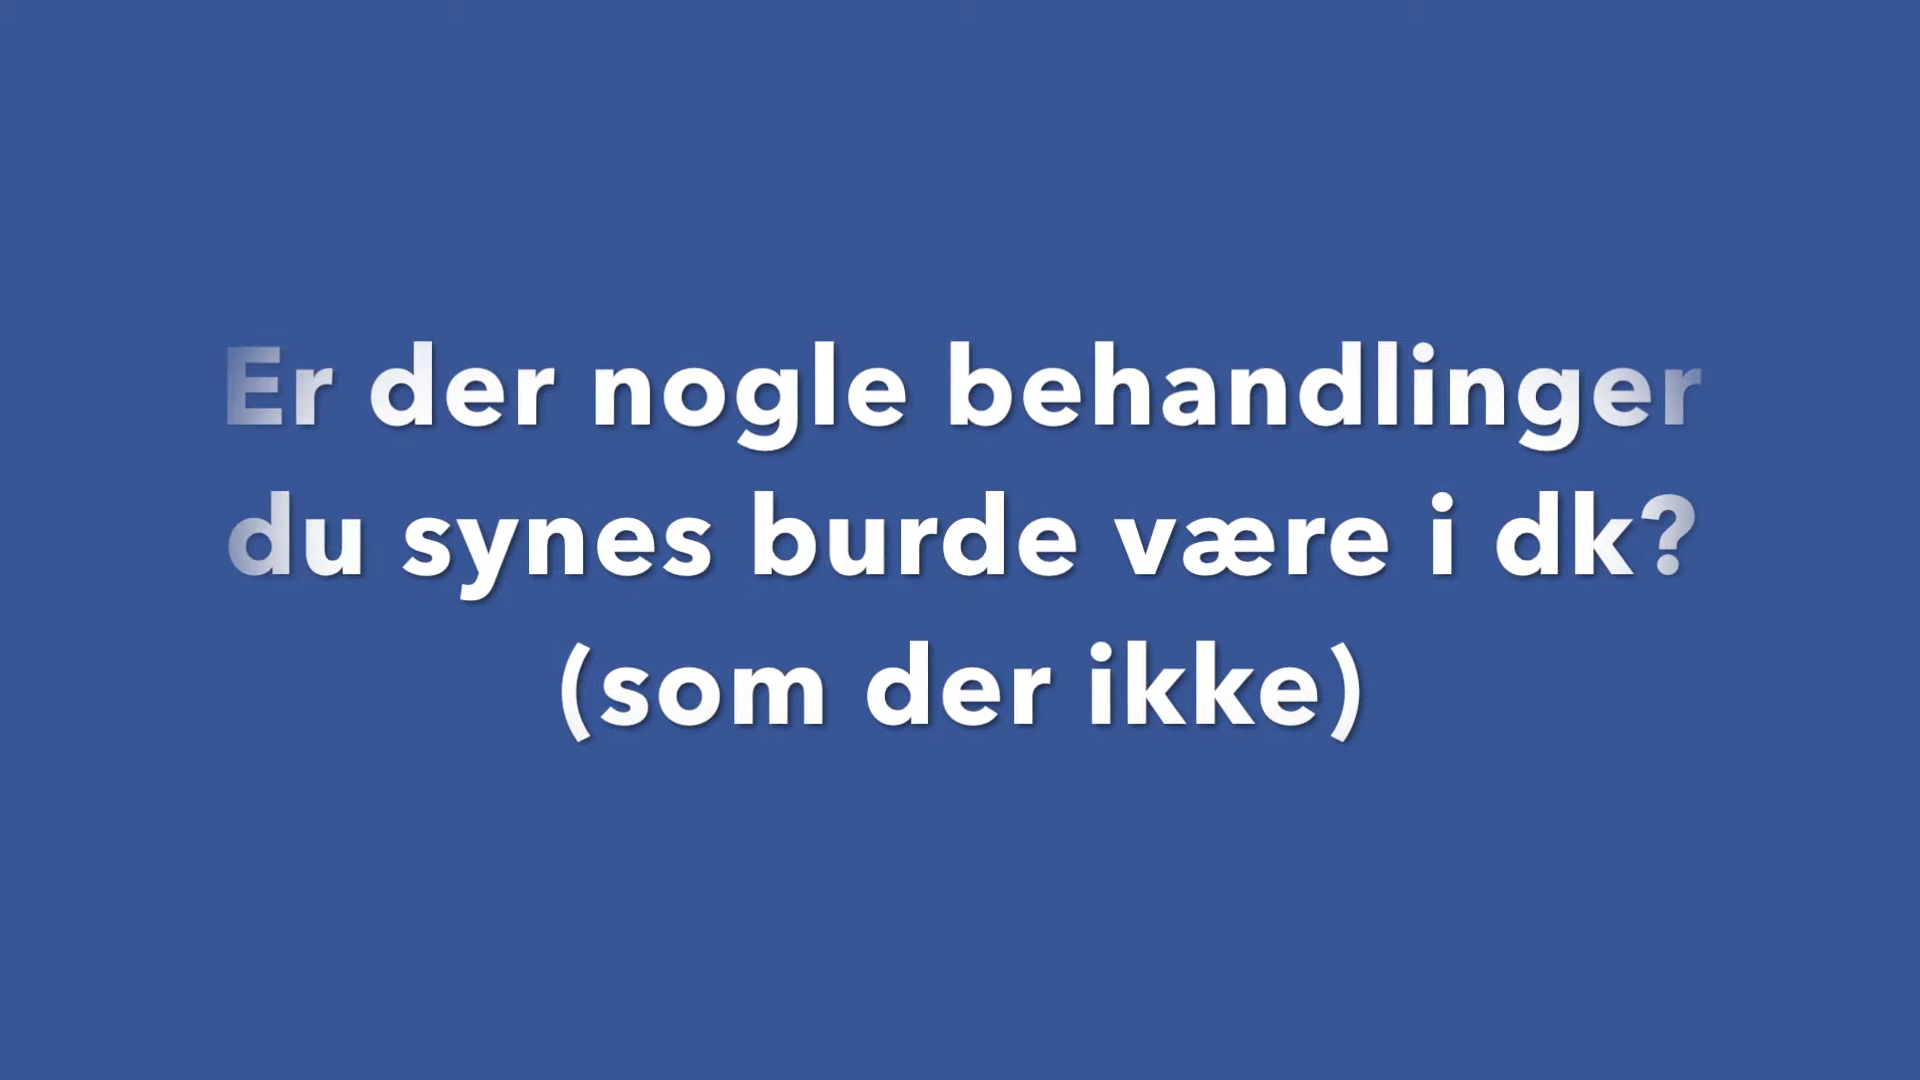 Er der nogle behandlinger
du synes burde være i dk?
(som der ikke)